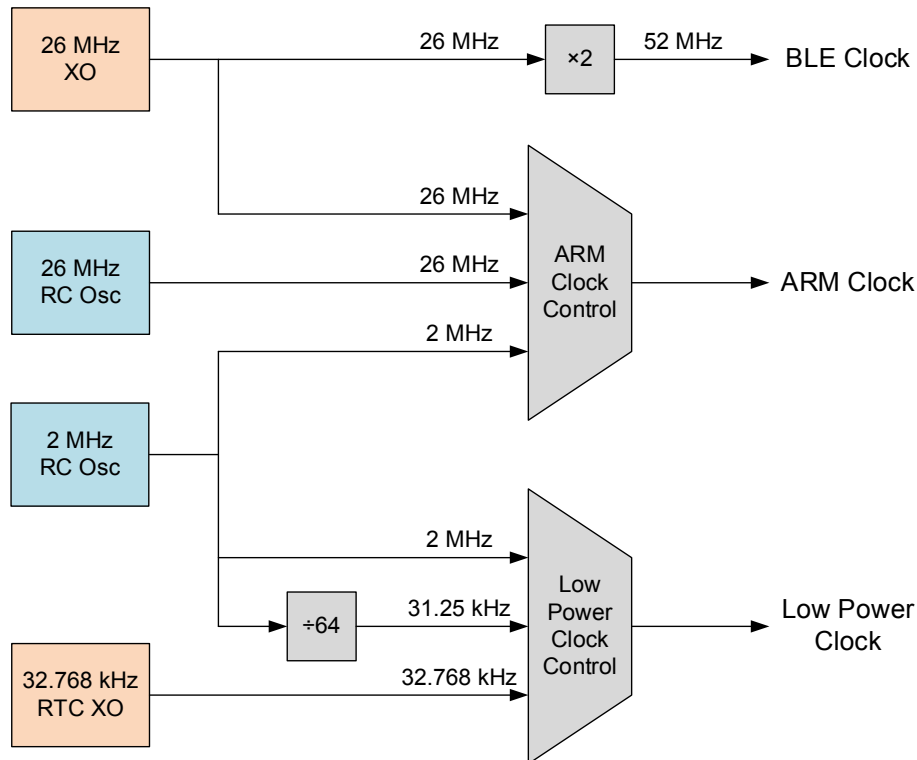 26 MHz
XO
26 MHz
×2
52 MHz
BLE Clock
26 MHz
26 MHz
RC Osc
26 MHz
ARM
Clock
Control
ARM Clock
2 MHz
2 MHz
RC Osc
2 MHz
÷64
31.25 kHz
Low
Power
Clock
Control
Low Power
Clock
32.768 kHz
RTC XO
32.768 kHz